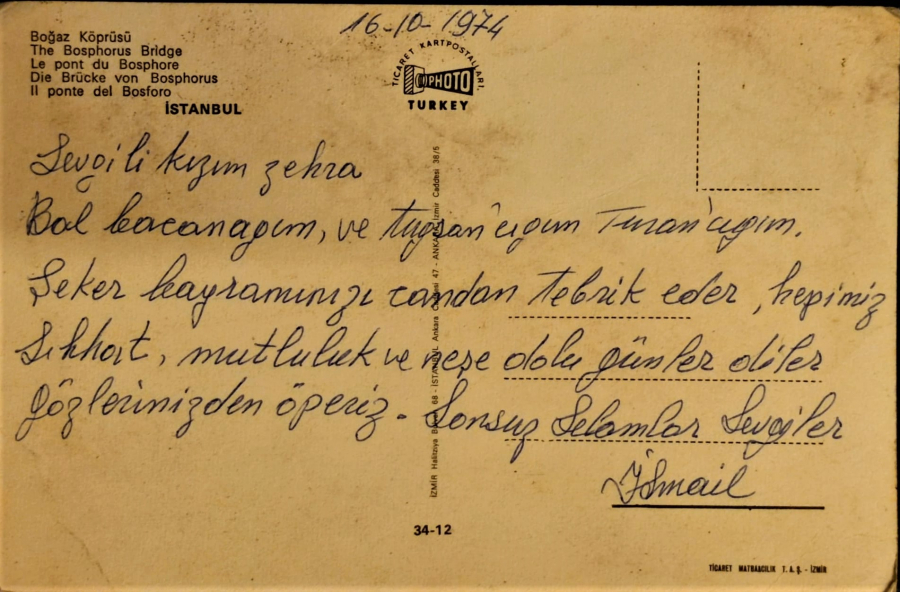 16-10-1974
Boğaz Köprüsü
The Bosphorus Bridge
Le pont du Bosphore
Die Brücke von Bosphorus
Il ponte del Bosforo
İSTANBUL
TİCARET KARTPOSTALLARI
PHOTO
TURKEY
Sevgili kızım zehra
Bal bacanagım, ve tuğsan'cıgım Turan'cıgım.
Şeker bayramınızı candan tebrik eder, hepiniz
Sıhhat, mutluluk ve neşe dolu günler diler
gözlerinizden öperiz. Sonsuz Selamlar Sevgiler
İsmail
34-12
TİCARET MATBAACILIK T.A.Ş. - İZMİR